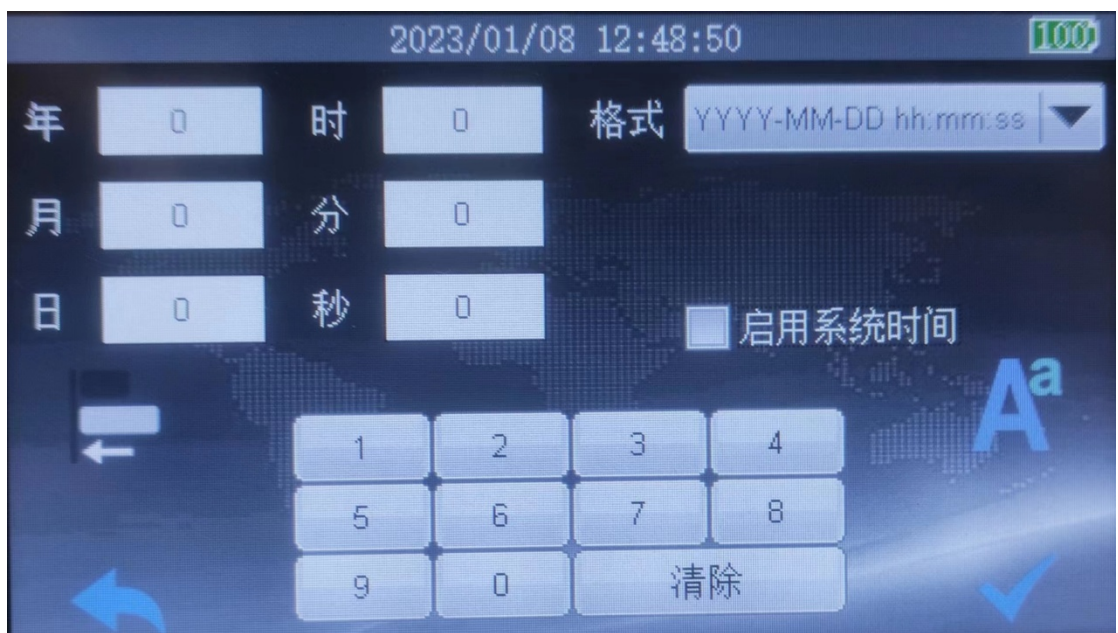 2023/01/08 12:48:50 100
年 0 时 0 格式 YYYY-MM-DD hh:mm:ss
月 0 分 0
日 0 秒 0
启用系统时间
Aa
1 2 3 4
5 6 7 8
9 0 清除